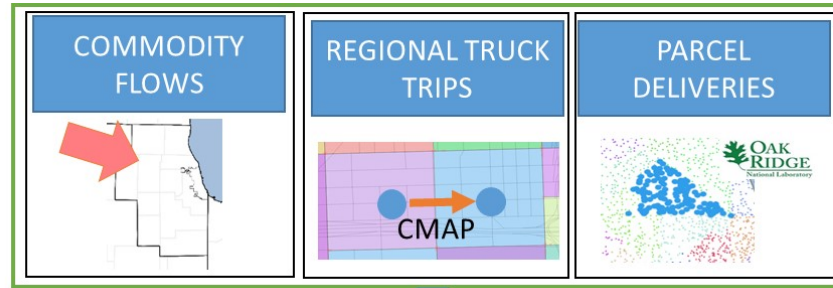 COMMODITY
FLOWS
REGIONAL TRUCK
TRIPS
CMAP
PARCEL
DELIVERIES
OAK
RIDGE
National Laboratory